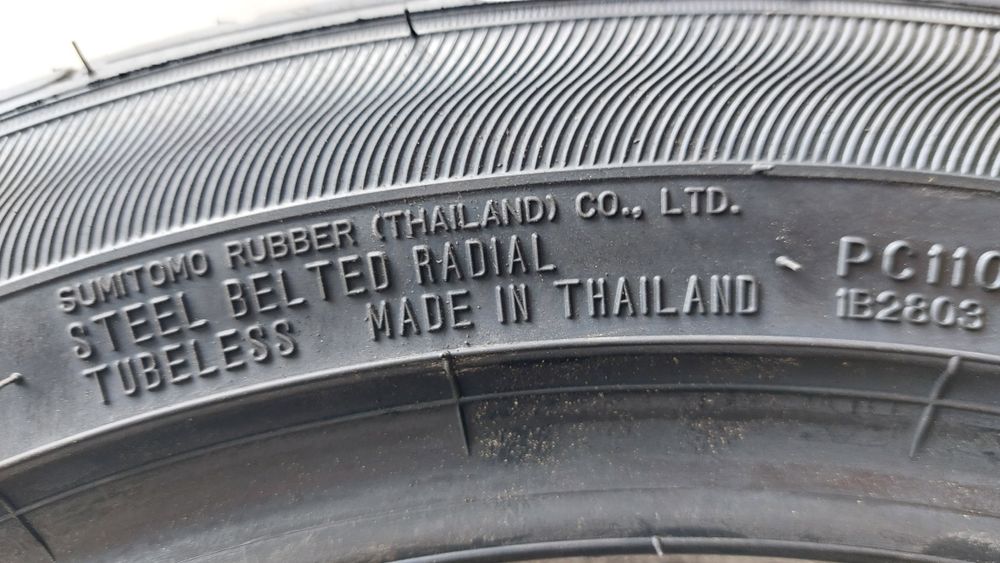 SUMITOMO RUBBER (THAILAND) CO., LTD.
STEEL BELTED RADIAL
TUBELESS MADE IN THAILAND
PC110
1B2803